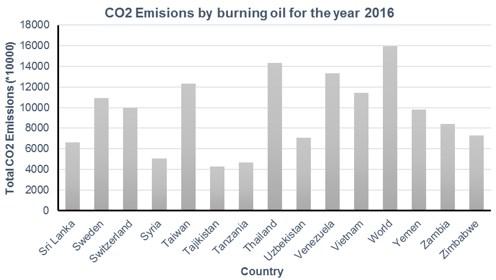 CO2 Emisions by burning oil for the year 2016
Total CO2 Emissions (*10000)
18000
16000
14000
12000
10000
8000
6000
4000
2000
0
Sri Lanka
Sweden
Switzerland
Syria
Taiwan
Tajikistan
Tanzania
Thailand
Uzbekistan
Venezuela
Vietnam
World
Yemen
Zambia
Zimbabwe
Country